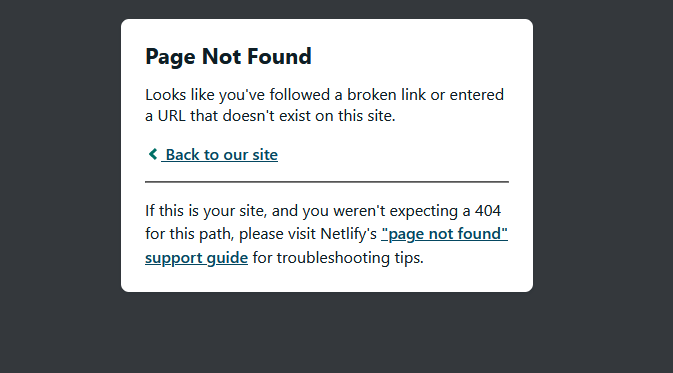 Page Not Found
Looks like you've followed a broken link or entered
a URL that doesn't exist on this site.
Back to our site
If this is your site, and you weren't expecting a 404
for this path, please visit Netlify's "page not found"
support guide for troubleshooting tips.